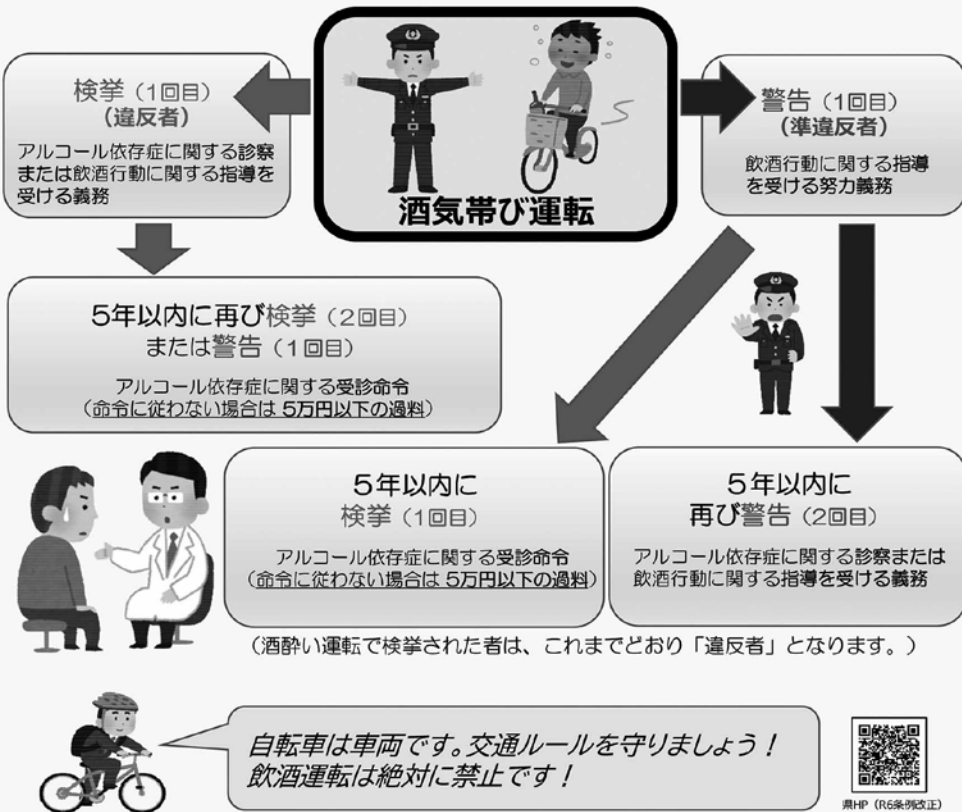 検挙（1回目）
（違反者）
アルコール依存症に関する診察
または飲酒行動に関する指導を
受ける義務
酒気帯び運転
警告（1回目）
（準違反者）
飲酒行動に関する指導
を受ける努力義務
5年以内に再び検挙（2回目）
または警告（1回目）
アルコール依存症に関する受診命令
（命令に従わない場合は 5万円以下の過料）
5年以内に
検挙（1回目）
アルコール依存症に関する受診命令
（命令に従わない場合は 5万円以下の過料）
5年以内に
再び警告（2回目）
アルコール依存症に関する診察または
飲酒行動に関する指導を受ける義務
（酒酔い運転で検挙された者は、これまでどおり「違反者」となります。）
自転車は車両です。交通ルールを守りましょう！
飲酒運転は絶対に禁止です！
県HP（R6条例改正）